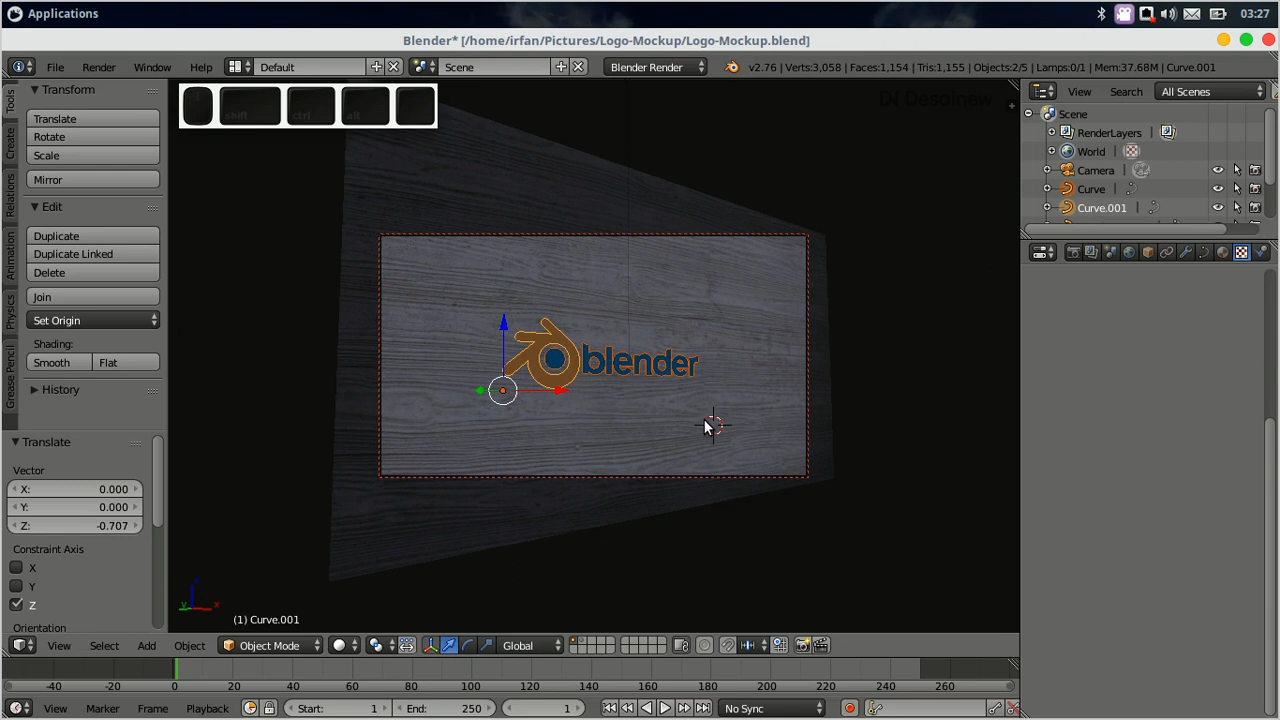 Applications
03:27
Blender* [/home/irfan/Pictures/Logo-Mockup/Logo-Mockup.blend]
File
Render
Window
Help
Default
Scene
Blender Render
v2.76 | Verts:3,058 | Faces:1,154 | Tris:1,155 | Objects:2/5 | Lamps:0/1 | Mem:37.68M | Curve.001
Tools
Create
Relations
Animation
Physics
Grease Pencil
Transform
Translate
Rotate
Scale
Mirror
Edit
Duplicate
Duplicate Linked
Delete
Join
Set Origin
Shading:
Smooth
Flat
History
Translate
Vector
X: 0.000
Y: 0.000
Z: -0.707
Constraint Axis
X
Y
Z
Orientation
shift
ctrl
alt
DJ Desainew
blender
(1) Curve.001
View
Search
All Scenes
Scene
RenderLayers
World
Camera
Curve
Curve.001
View
Select
Add
Object
Object Mode
Global
-40 -20 0 20 40 60 80 100 120 140 160 180 200 220 240 260
View
Marker
Frame
Playback
Start: 1
End: 250
1
No Sync